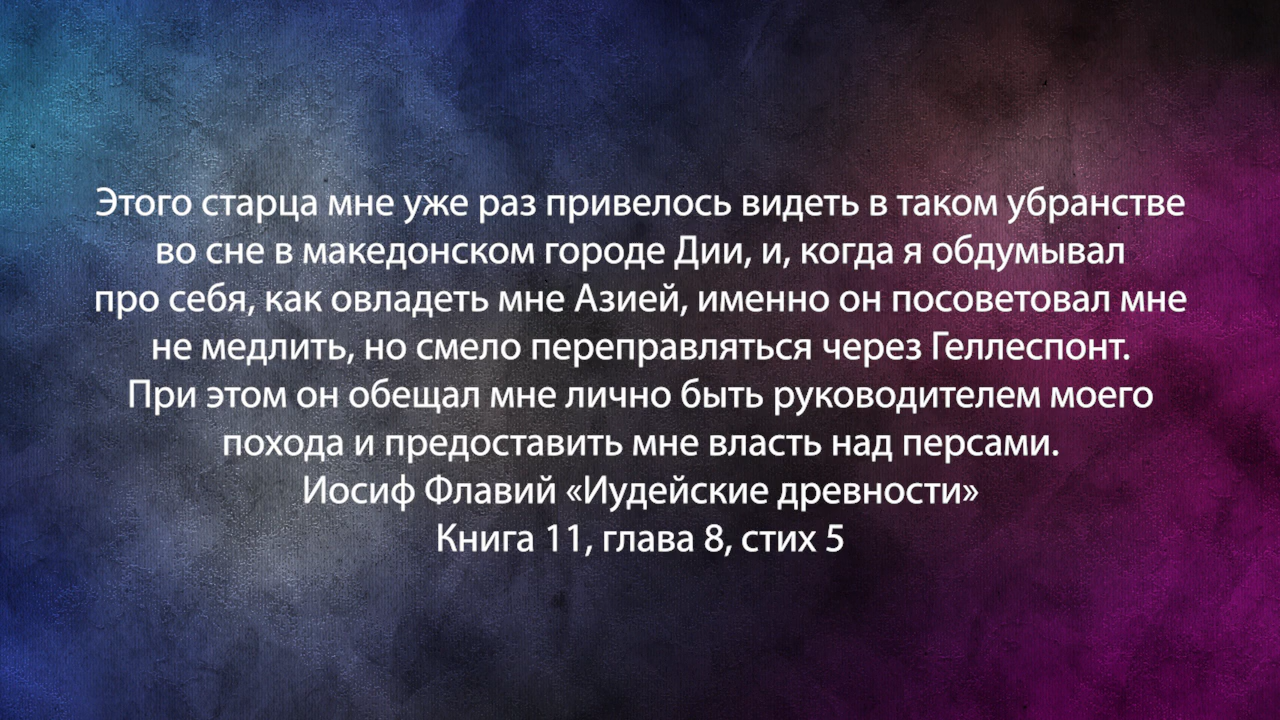 Этого старца мне уже раз привелось видеть в таком убранстве
во сне в македонском городе Дии, и, когда я обдумывал
про себя, как овладеть мне Азией, именно он посоветовал мне
не медлить, но смело переправляться через Геллеспонт.
При этом он обещал мне лично быть руководителем моего
похода и предоставить мне власть над персами.
Иосиф Флавий «Иудейские древности»
Книга 11, глава 8, стих 5